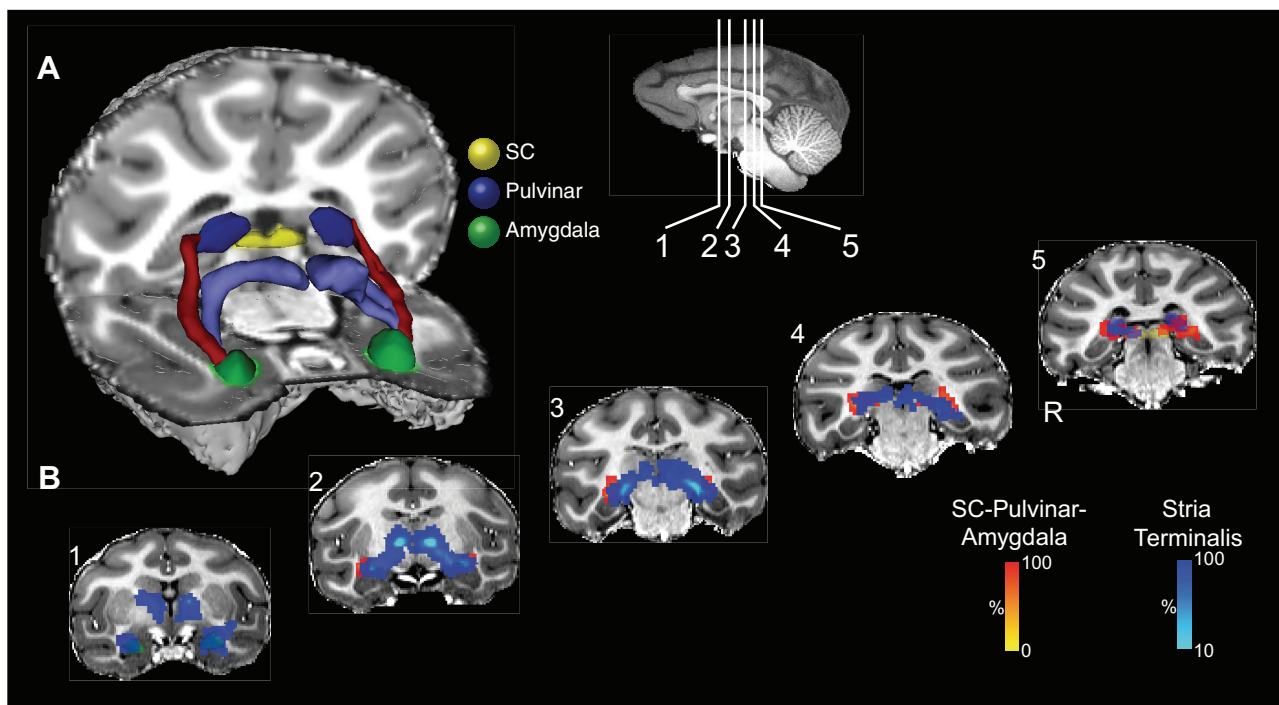 A
SC
Pulvinar
Amygdala
1
2
3
4
5
B
1
2
3
4
5
R
SC-Pulvinar-
Amygdala
100
%
0
Stria
Terminalis
100
%
10